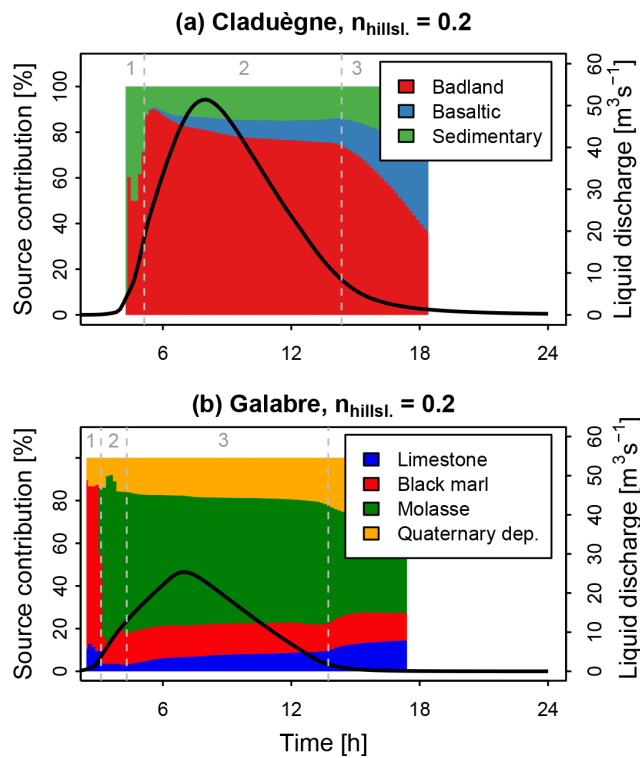 (a) Claduègne, n_hillsl. = 0.2
1 2 3
Source contribution [%]
100
80
60
40
20
0
Badland
Basaltic
Sedimentary
60
50
40
30
20
10
0
Liquid discharge [m³s⁻¹]
6 12 18 24
(b) Galabre, n_hillsl. = 0.2
1 2 3
Source contribution [%]
80
60
40
20
0
Limestone
Black marl
Molasse
Quaternary dep.
60
50
40
30
20
10
0
Liquid discharge [m³s⁻¹]
6 12 18 24
Time [h]